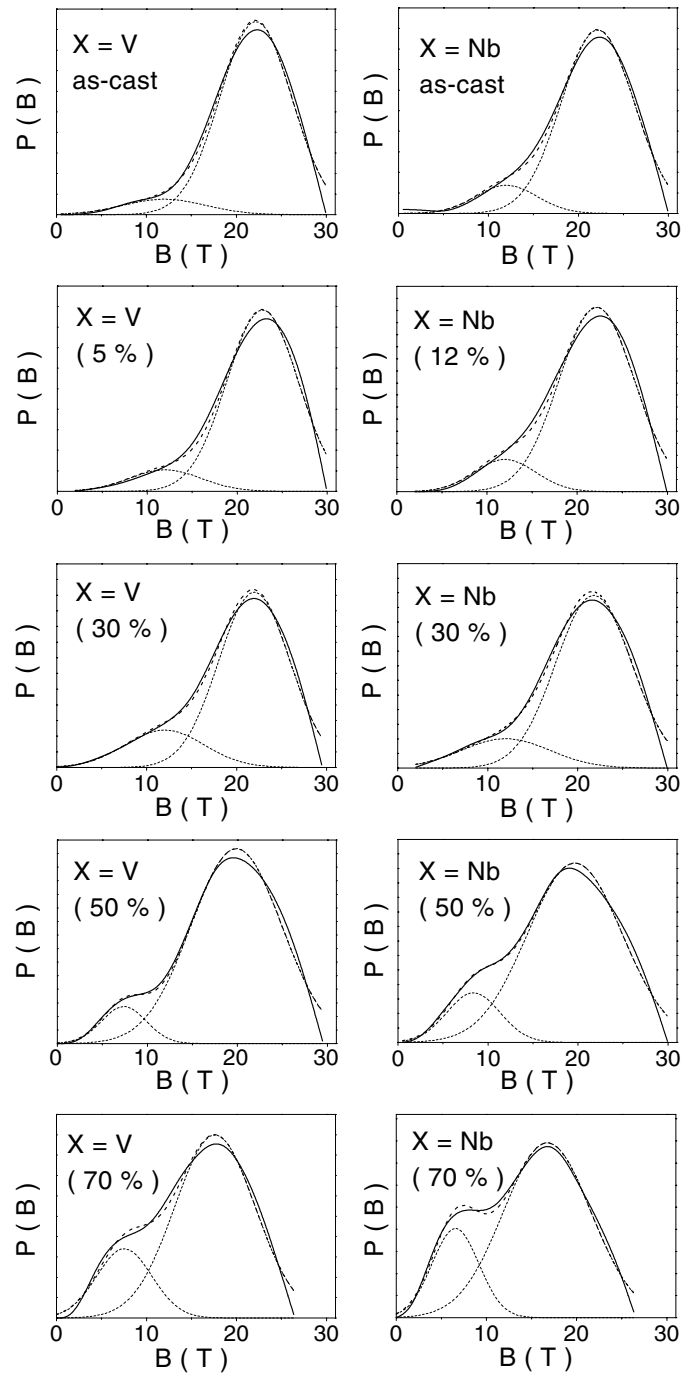 X = V
as-cast
P ( B )
0 10 20 30
B ( T )
X = Nb
as-cast
P ( B )
0 10 20 30
B ( T )
X = V
( 5 % )
P ( B )
0 10 20 30
B ( T )
X = Nb
( 12 % )
P ( B )
0 10 20 30
B ( T )
X = V
( 30 % )
P ( B )
0 10 20 30
B ( T )
X = Nb
( 30 % )
P ( B )
0 10 20 30
B ( T )
X = V
( 50 % )
P ( B )
0 10 20 30
B ( T )
X = Nb
( 50 % )
P ( B )
0 10 20 30
B ( T )
X = V
( 70 % )
P ( B )
0 10 20 30
B ( T )
X = Nb
( 70 % )
P ( B )
0 10 20 30
B ( T )